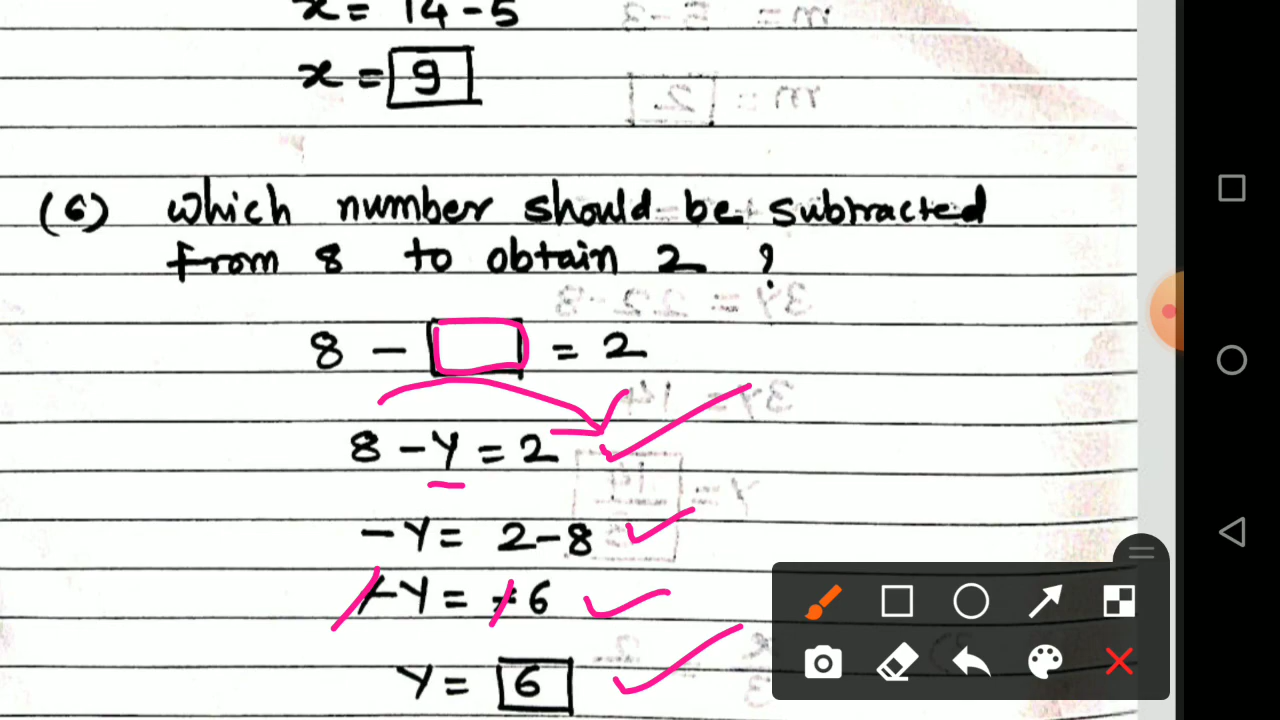 x = 14 - 5
x = 9
(6) which number should be subtracted
from 8 to obtain 2 ?
8 - = 2
8 - y = 2
-y = 2 - 8
-y = -6
y = 6